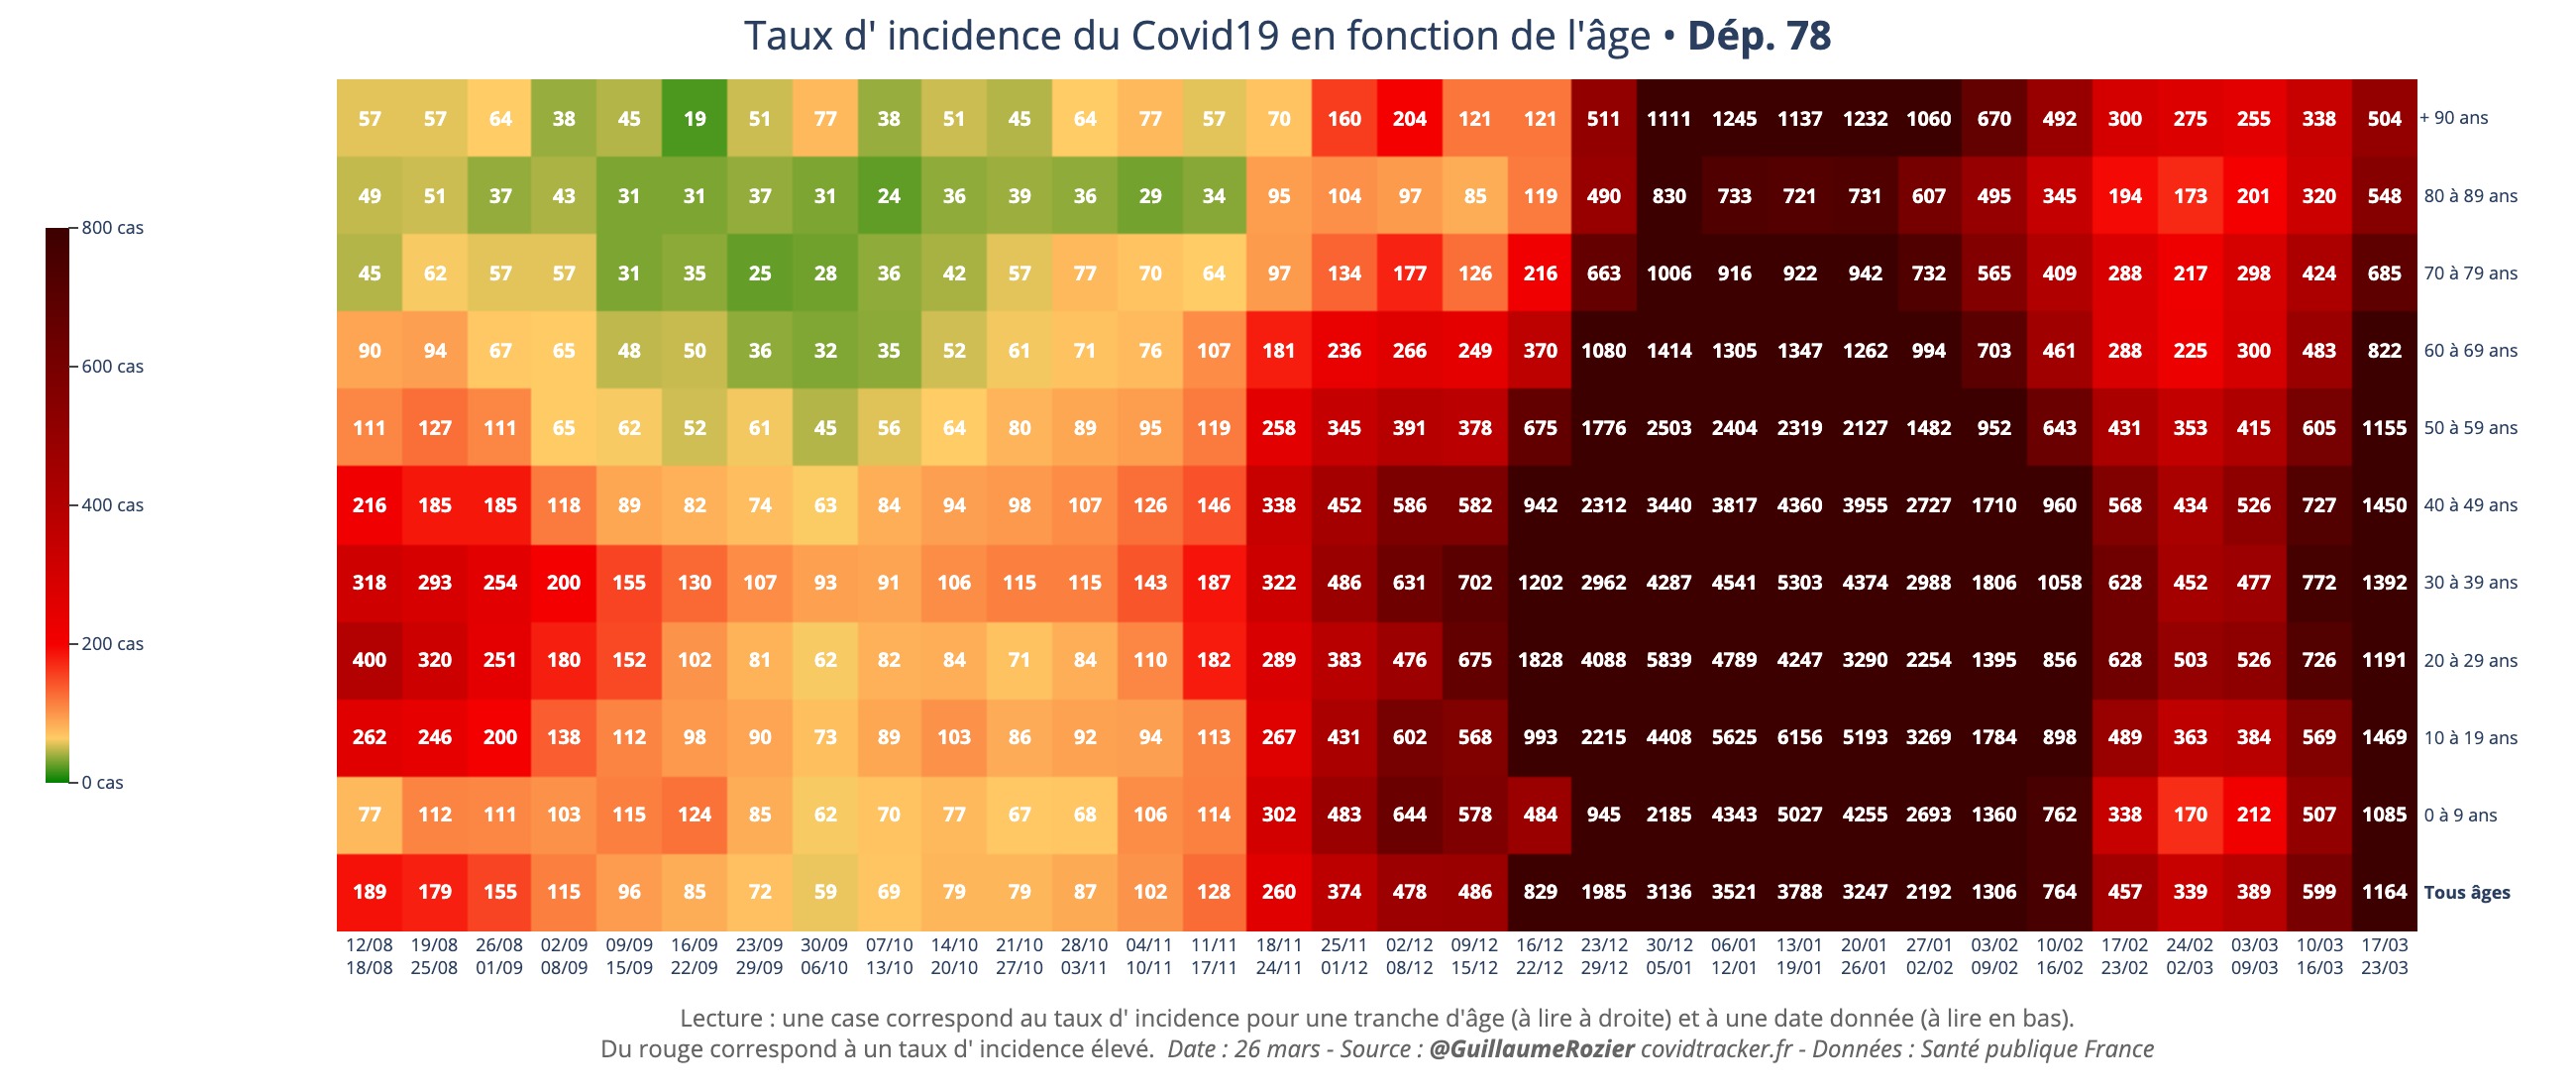 Taux d' incidence du Covid19 en fonction de l'âge • Dép. 78
57 57 64 38 45 19 51 77 38 51 45 64 77 57 70 160 204 121 121 511 1111 1245 1137 1232 1060 670 492 300 275 255 338 504 + 90 ans
49 51 37 43 31 31 37 31 24 36 39 36 29 34 95 104 97 85 119 490 830 733 721 731 607 495 345 194 173 201 320 548 80 à 89 ans
800 cas
45 62 57 57 31 35 25 28 36 42 57 77 70 64 97 134 177 126 216 663 1006 916 922 942 732 565 409 288 217 298 424 685 70 à 79 ans
90 94 67 65 48 50 36 32 35 52 61 71 76 107 181 236 266 249 370 1080 1414 1305 1347 1262 994 703 461 288 225 300 483 822 60 à 69 ans
600 cas
111 127 111 65 62 52 61 45 56 64 80 89 95 119 258 345 391 378 675 1776 2503 2404 2319 2127 1482 952 643 431 353 415 605 1155 50 à 59 ans
400 cas
216 185 185 118 89 82 74 63 84 94 98 107 126 146 338 452 586 582 942 2312 3440 3817 4360 3955 2727 1710 960 568 434 526 727 1450 40 à 49 ans
318 293 254 200 155 130 107 93 91 106 115 115 143 187 322 486 631 702 1202 2962 4287 4541 5303 4374 2988 1806 1058 628 452 477 772 1392 30 à 39 ans
200 cas
400 320 251 180 152 102 81 62 82 84 71 84 110 182 289 383 476 675 1828 4088 5839 4789 4247 3290 2254 1395 856 628 503 526 726 1191 20 à 29 ans
262 246 200 138 112 98 90 73 89 103 86 92 94 113 267 431 602 568 993 2215 4408 5625 6156 5193 3269 1784 898 489 363 384 569 1469 10 à 19 ans
0 cas
77 112 111 103 115 124 85 62 70 77 67 68 106 114 302 483 644 578 484 945 2185 4343 5027 4255 2693 1360 762 338 170 212 507 1085 0 à 9 ans
189 179 155 115 96 85 72 59 69 79 79 87 102 128 260 374 478 486 829 1985 3136 3521 3788 3247 2192 1306 764 457 339 389 599 1164 Tous âges
12/08 19/08 26/08 02/09 09/09 16/09 23/09 30/09 07/10 14/10 21/10 28/10 04/11 11/11 18/11 25/11 02/12 09/12 16/12 23/12 30/12 06/01 13/01 20/01 27/01 03/02 10/02 17/02 24/02 03/03 10/03 17/03
18/08 25/08 01/09 08/09 15/09 22/09 29/09 06/10 13/10 20/10 27/10 03/11 10/11 17/11 24/11 01/12 08/12 15/12 22/12 29/12 05/01 12/01 19/01 26/01 02/02 09/02 16/02 23/02 02/03 09/03 16/03 23/03
Lecture : une case correspond au taux d' incidence pour une tranche d'âge (à lire à droite) et à une date donnée (à lire en bas).
Du rouge correspond à un taux d' incidence élevé. Date : 26 mars - Source : @GuillaumeRozier covidtracker.fr - Données : Santé publique France